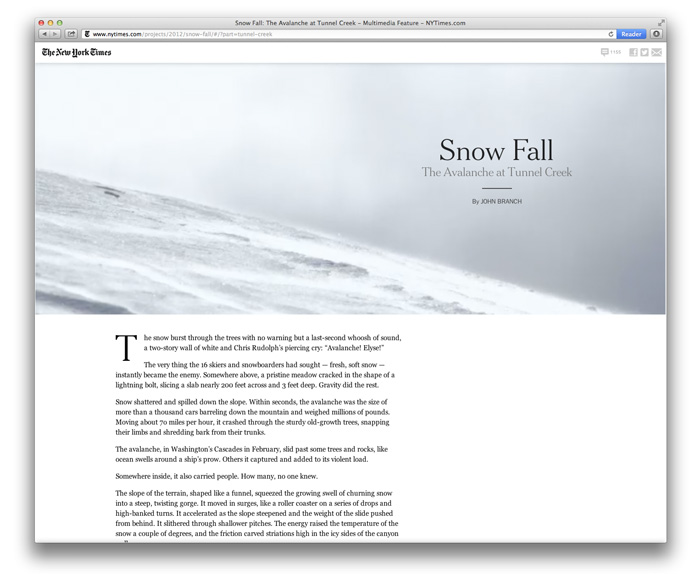 Snow Fall: The Avalanche at Tunnel Creek – Multimedia Feature – NYTimes.com
www.nytimes.com/projects/2012/snow-fall/#/?part=tunnel-creek
Reader
The New York Times
Snow Fall
The Avalanche at Tunnel Creek
By JOHN BRANCH
The snow burst through the trees with no warning but a last-second whoosh of sound,
a two-story wall of white and Chris Rudolph's piercing cry: “Avalanche! Elyse!”
The very thing the 16 skiers and snowboarders had sought — fresh, soft snow —
instantly became the enemy. Somewhere above, a pristine meadow cracked in the shape of a
lightning bolt, slicing a slab nearly 200 feet across and 3 feet deep. Gravity did the rest.
Snow shattered and spilled down the slope. Within seconds, the avalanche was the size of
more than a thousand cars barreling down the mountain and weighed millions of pounds.
Moving about 70 miles per hour, it crashed through the sturdy old-growth trees, snapping
their limbs and shredding bark from their trunks.
The avalanche, in Washington's Cascades in February, slid past some trees and rocks, like
ocean swells around a ship's prow. Others it captured and added to its violent load.
Somewhere inside, it also carried people. How many, no one knew.
The slope of the terrain, shaped like a funnel, squeezed the growing swell of churning snow
into a steep, twisting gorge. It moved in surges, like a roller coaster on a series of drops and
high-banked turns. It accelerated as the slope steepened and the weight of the slide pushed
from behind. It slithered through shallower pitches. The energy raised the temperature of the
snow a couple of degrees, and the friction carved striations high in the icy sides of the canyon